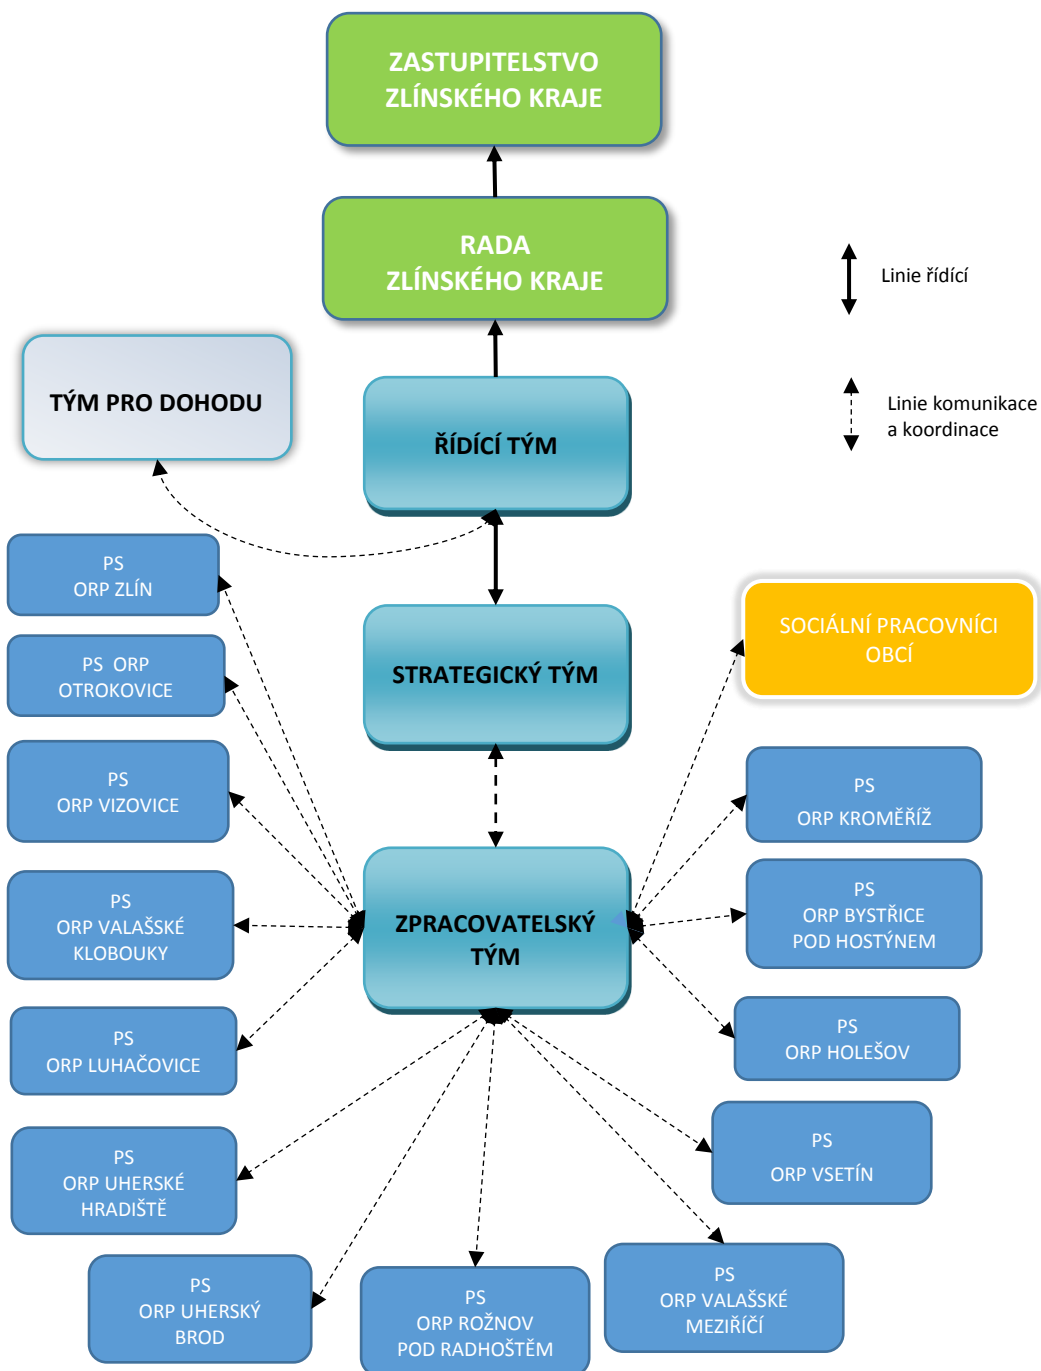 ZASTUPITELSTVO
ZLÍNSKÉHO KRAJE
RADA
ZLÍNSKÉHO KRAJE
Linie řídící
TÝM PRO DOHODU
ŘÍDÍCÍ TÝM
Linie komunikace
a koordinace
PS
ORP ZLÍN
SOCIÁLNÍ PRACOVNÍCI
OBCÍ
PS  ORP
OTROKOVICE
STRATEGICKÝ TÝM
PS
ORP VIZOVICE
PS
ORP KROMĚŘÍŽ
PS
ORP VALAŠSKÉ
KLOBOUKY
ZPRACOVATELSKÝ
TÝM
PS
ORP BYSTŘICE
POD HOSTÝNEM
PS
ORP LUHAČOVICE
PS
ORP HOLEŠOV
PS
ORP UHERSKÉ
HRADIŠTĚ
PS
ORP VSETÍN
PS
ORP UHERSKÝ
BROD
PS
ORP ROŽNOV
POD RADHOŠTĚM
PS
ORP VALAŠSKÉ
MEZIŘÍČÍ